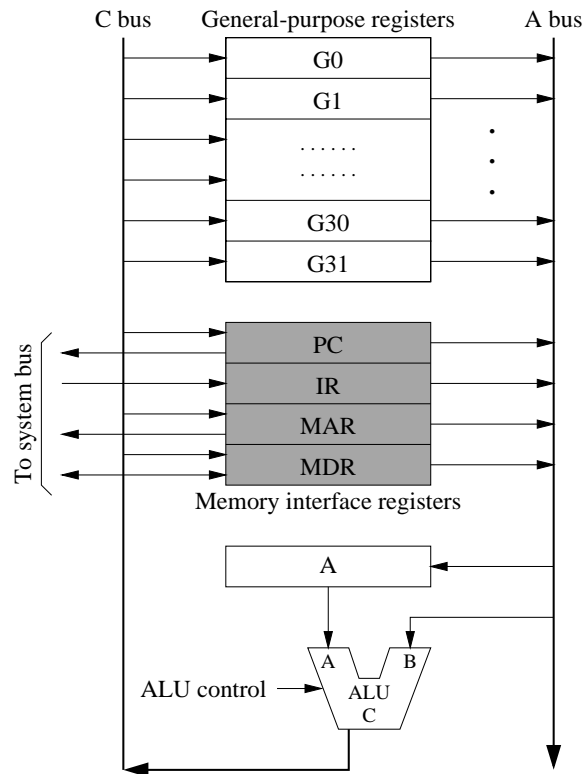 C bus
General-purpose registers
A bus
G0
G1
. . . . . .
. . . . . .
G30
G31
To system bus
PC
IR
MAR
MDR
Memory interface registers
A
A
B
ALU control
ALU
C